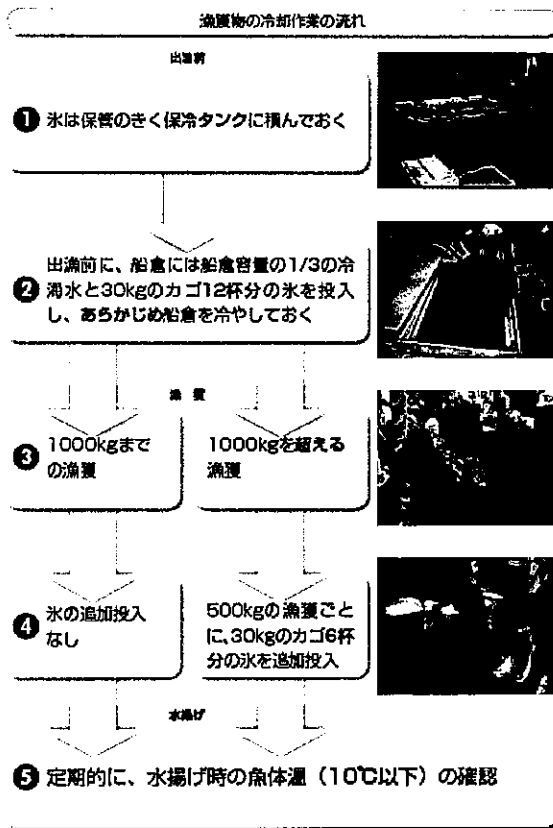 漁獲物の冷却作業の流れ
出漁前
❶ 氷は保管のきく保冷タンクに積んでおく
出漁前に、船倉には船倉容量の1/3の冷
❷ 海水と30kgのカゴ12杯分の氷を投入
し、あらかじめ船倉を冷やしておく
漁獲
❸ 1000kgまで
の漁獲
1000kgを超える
漁獲
❹ 氷の追加投入
なし
500kgの漁獲ごと
に、30kgのカゴ6杯
分の氷を追加投入
水揚げ
❺ 定期的に、水揚げ時の魚体温（10℃以下）の確認